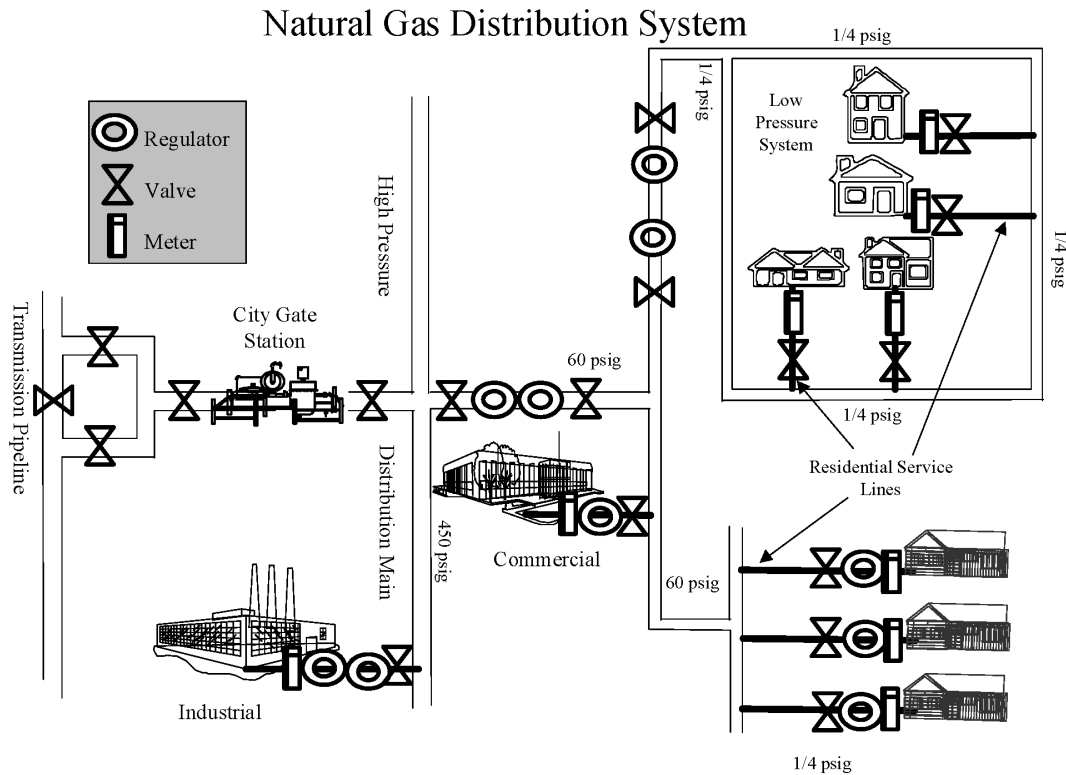 Natural Gas Distribution System
Regulator
Valve
Meter
1/4 psig
1/4 psig
Low
Pressure
System
High Pressure
1/4 psig
Transmission Pipeline
City Gate
Station
60 psig
1/4 psig
Distribution Main
450 psig
Residential Service
Lines
Commercial
60 psig
Industrial
1/4 psig